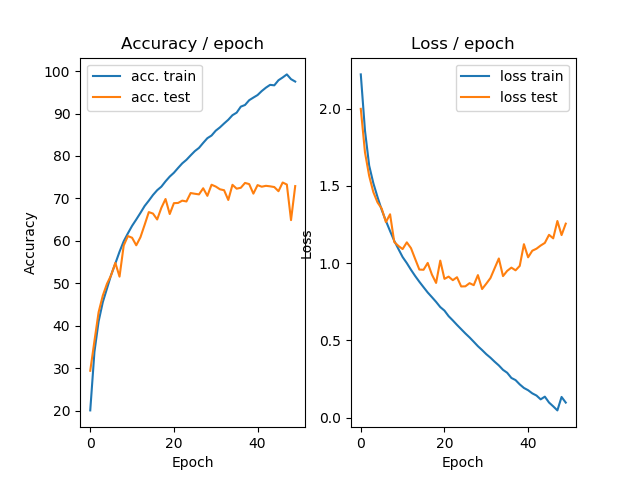 Accuracy / epoch
acc. train
acc. test
100
90
80
70
60
50
40
30
20
0
20
40
Accuracy
Epoch
Loss / epoch
loss train
loss test
2.0
1.5
1.0
0.5
0.0
0
20
40
Loss
Epoch